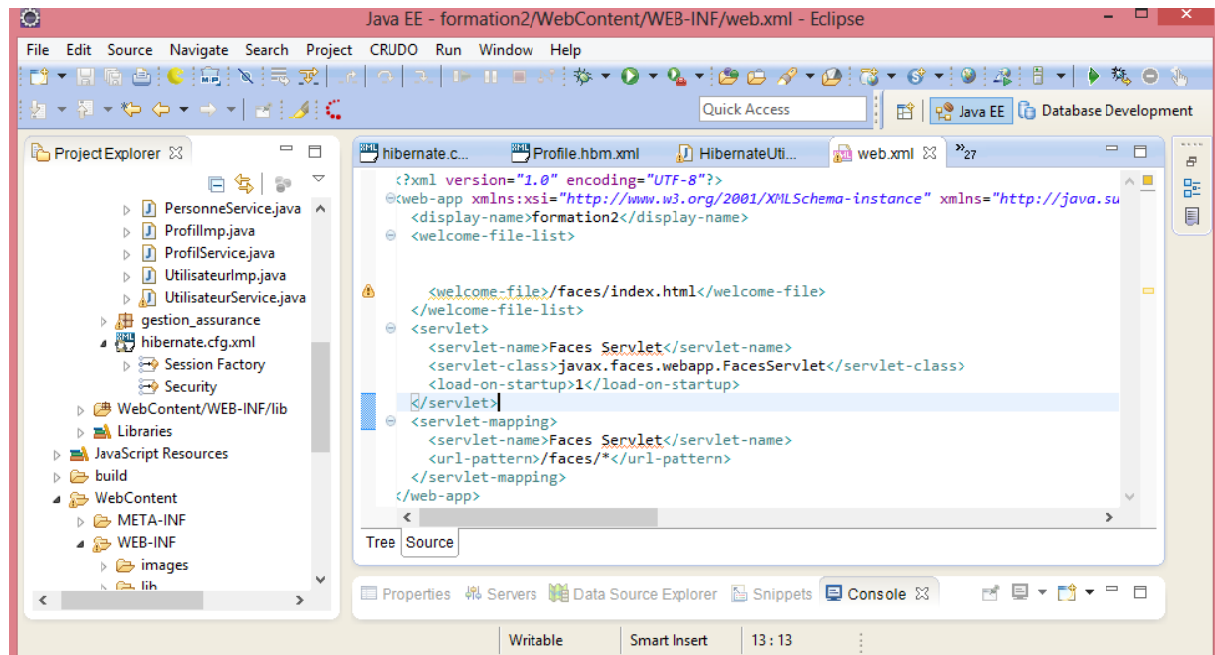 Java EE - formation2/WebContent/WEB-INF/web.xml - Eclipse
File Edit Source Navigate Search Project CRUDO Run Window Help
Quick Access
Java EE
Database Development
Project Explorer
PersonneService.java
ProfilImp.java
ProfilService.java
UtilisateurImp.java
UtilisateurService.java
gestion_assurance
hibernate.cfg.xml
Session Factory
Security
WebContent/WEB-INF/lib
Libraries
JavaScript Resources
build
WebContent
META-INF
WEB-INF
images
lib
hibernate.c...
Profile.hbm.xml
HibernateUti...
web.xml
»27
<?xml version="1.0" encoding="UTF-8"?>
<web-app xmlns:xsi="http://www.w3.org/2001/XMLSchema-instance" xmlns="http://java.su
<display-name>formation2</display-name>
<welcome-file-list>
<welcome-file>/faces/index.html</welcome-file>
</welcome-file-list>
<servlet>
<servlet-name>Faces Servlet</servlet-name>
<servlet-class>javax.faces.webapp.FacesServlet</servlet-class>
<load-on-startup>1</load-on-startup>
</servlet>
<servlet-mapping>
<servlet-name>Faces Servlet</servlet-name>
<url-pattern>/faces/*</url-pattern>
</servlet-mapping>
</web-app>
Tree Source
Properties Servers Data Source Explorer Snippets Console
Writable Smart Insert 13 : 13